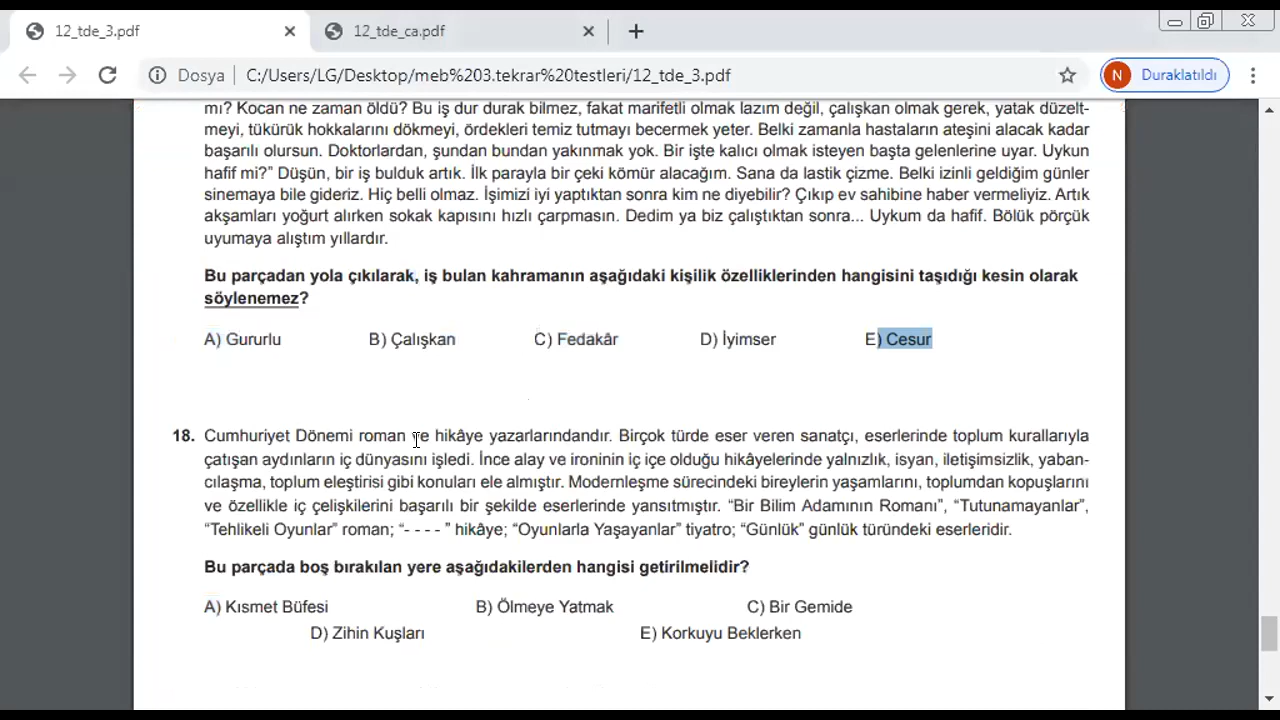 12_tde_3.pdf
12_tde_ca.pdf
Dosya
C:/Users/LG/Desktop/meb%203.tekrar%20testleri/12_tde_3.pdf
N
Duraklatıldı
mı? Kocan ne zaman öldü? Bu iş dur durak bilmez, fakat marifetli olmak lazım değil, çalışkan olmak gerek, yatak düzelt-
meyi, tükürük hokkalarını dökmeyi, ördekleri temiz tutmayı becermek yeter. Belki zamanla hastaların ateşini alacak kadar
başarılı olursun. Doktorlardan, şundan bundan yakınmak yok. Bir işte kalıcı olmak isteyen başta gelenlerine uyar. Uykun
hafif mi?” Düşün, bir iş bulduk artık. İlk parayla bir çeki kömür alacağım. Sana da lastik çizme. Belki izinli geldiğim günler
sinemaya bile gideriz. Hiç belli olmaz. İşimizi iyi yaptıktan sonra kim ne diyebilir? Çıkıp ev sahibine haber vermeliyiz. Artık
akşamları yoğurt alırken sokak kapısını hızlı çarpmasın. Dedim ya biz çalıştıktan sonra... Uykum da hafif. Bölük pörçük
uyumaya alıştım yıllardır.
Bu parçadan yola çıkılarak, iş bulan kahramanın aşağıdaki kişilik özelliklerinden hangisini taşıdığı kesin olarak
söylenemez?
A) Gururlu B) Çalışkan C) Fedakâr D) İyimser E) Cesur
18. Cumhuriyet Dönemi roman ve hikâye yazarlarındandır. Birçok türde eser veren sanatçı, eserlerinde toplum kurallarıyla
çatışan aydınların iç dünyasını işledi. İnce alay ve ironinin iç içe olduğu hikâyelerinde yalnızlık, isyan, iletişimsizlik, yaban-
cılaşma, toplum eleştirisi gibi konuları ele almıştır. Modernleşme sürecindeki bireylerin yaşamlarını, toplumdan kopuşlarını
ve özellikle iç çelişkilerini başarılı bir şekilde eserlerinde yansıtmıştır. “Bir Bilim Adamının Romanı”, “Tutunamayanlar”,
“Tehlikeli Oyunlar” roman; “- - - - ” hikâye; “Oyunlarla Yaşayanlar” tiyatro; “Günlük” günlük türündeki eserleridir.
Bu parçada boş bırakılan yere aşağıdakilerden hangisi getirilmelidir?
A) Kısmet Büfesi B) Ölmeye Yatmak C) Bir Gemide
D) Zihin Kuşları E) Korkuyu Beklerken